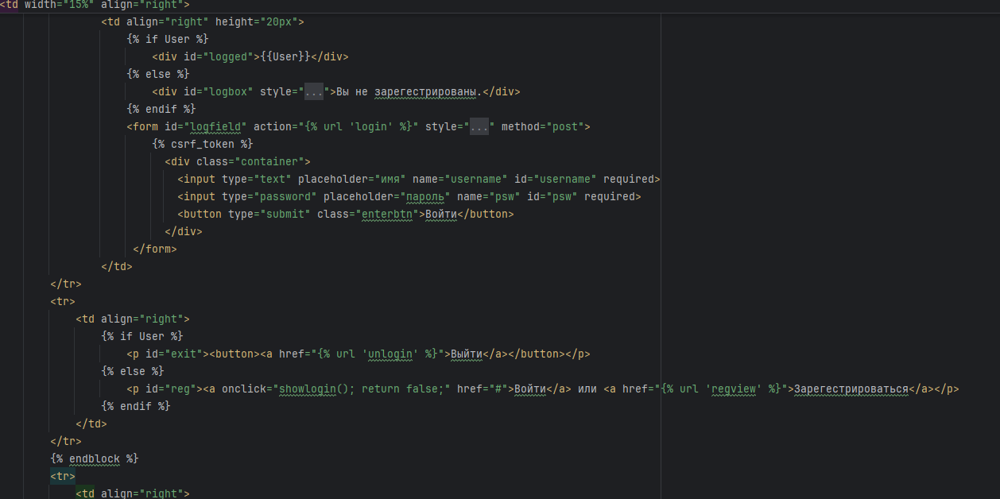 <td width="15%" align="right">
<td align="right" height="20px">
{% if User %}
<div id="logged">{{User}}</div>
{% else %}
<div id="logbox" style="...">Вы не зарегестрированы.</div>
{% endif %}
<form id="logfield" action="{% url 'login' %}" style="..." method="post">
{% csrf_token %}
<div class="container">
<input type="text" placeholder="имя" name="username" id="username" required>
<input type="password" placeholder="пароль" name="psw" id="psw" required>
<button type="submit" class="enterbtn">Войти</button>
</div>
</form>
</td>
</tr>
<tr>
<td align="right">
{% if User %}
<p id="exit"><button><a href="{% url 'unlogin' %}">Выйти</a></button></p>
{% else %}
<p id="reg"><a onclick="showlogin(); return false;" href="#">Войти</a> или <a href="{% url 'regview' %}">Зарегестрироваться</a></p>
{% endif %}
</td>
</tr>
{% endblock %}
<tr>
<td align="right">